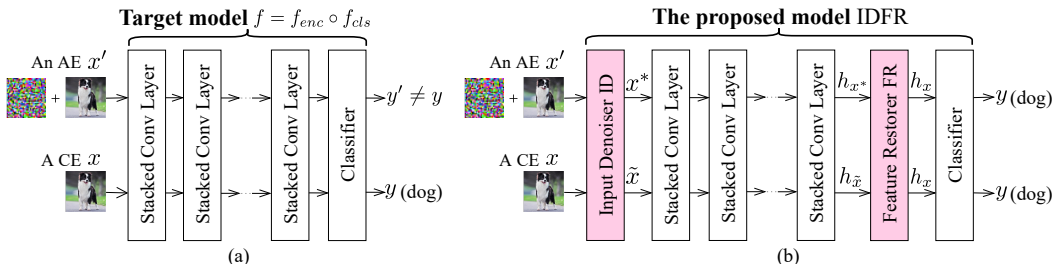 Target model f = f_enc ∘ f_cls
An AE x′
+
Stacked Conv Layer
Stacked Conv Layer
...
Stacked Conv Layer
Classifier
y′ ≠ y
A CE x
...
y (dog)
(a)
The proposed model IDFR
An AE x′
+
Input Denoiser ID
x*
Stacked Conv Layer
Stacked Conv Layer
...
Stacked Conv Layer
h_x*
Feature Restorer FR
h_x
Classifier
y (dog)
A CE x
x̃
...
h_x̃
h_x
y (dog)
(b)